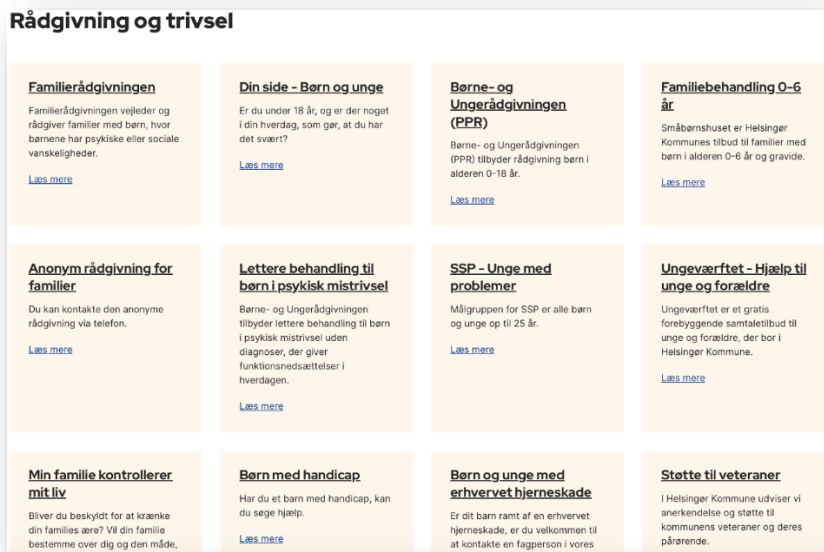 Rådgivning og trivsel
Familierådgivningen
Familierådgivningen vejleder og
rådgiver familier med børn, hvor
børnene har psykiske eller sociale
vanskeligheder.
Læs mere
Din side - Børn og unge
Er du under 18 år, og er der noget
i din hverdag, som gør, at du har
det svært?
Læs mere
Børne- og
Ungerådgivningen
(PPR)
Børne- og Ungerådgivningen
(PPR) tilbyder rådgivning børn i
alderen 0-18 år.
Læs mere
Familiebehandling 0-6
år
Småbørnshuset er Helsingør
Kommunes tilbud til familier med
børn i alderen 0-6 år og gravide.
Læs mere
Anonym rådgivning for
familier
Du kan kontakte den anonyme
rådgivning via telefon.
Læs mere
Lettere behandling til
børn i psykisk mistrivsel
Børne- og Ungerådgivningen
tilbyder lettere behandling til børn
i psykisk mistrivsel uden
diagnoser, der giver
funktionsnedsættelser i
hverdagen.
Læs mere
SSP - Unge med
problemer
Målgruppen for SSP er alle børn
og unge op til 25 år.
Læs mere
Ungeværftet - Hjælp til
unge og forældre
Ungeværftet er et gratis
forebyggende samtaletilbud til
unge og forældre, der bor i
Helsingør Kommune.
Læs mere
Min familie kontrollerer
mit liv
Bliver du beskyldt for at krænke
din families ære? Vil din familie
bestemme over dig og den måde,
Børn med handicap
Har du et barn med handicap, kan
du søge hjælp.
Læs mere
Børn og unge med
erhvervet hjerneskade
Er dit barn ramt af en erhvervet
hjerneskade, er du velkommen til
at kontakte en fagperson i vores
Støtte til veteraner
I Helsingør Kommune udviser vi
anerkendelse og støtte til
kommunens veteraner og deres
pårørende.